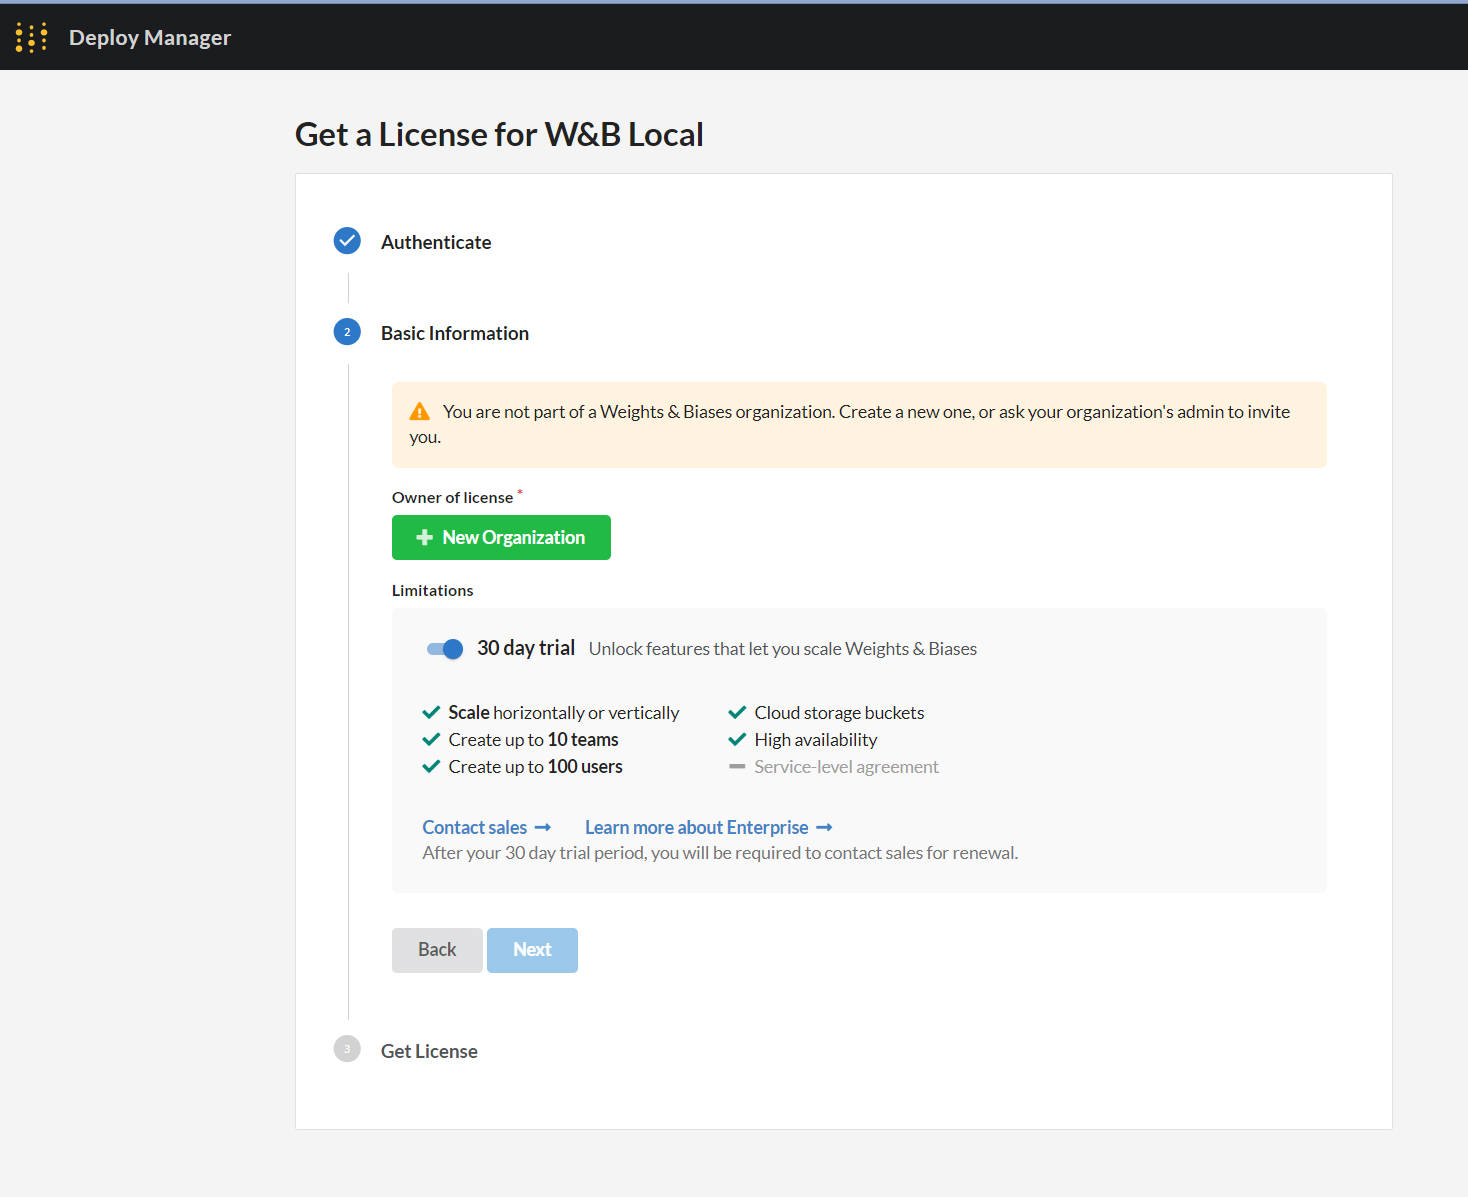 Deploy Manager
Get a License for W&B Local
Authenticate
2
Basic Information
You are not part of a Weights & Biases organization. Create a new one, or ask your organization's admin to invite
you.
Owner of license *
New Organization
Limitations
30 day trial Unlock features that let you scale Weights & Biases
Scale horizontally or vertically
Create up to 10 teams
Create up to 100 users
Cloud storage buckets
High availability
Service-level agreement
Contact sales → Learn more about Enterprise →
After your 30 day trial period, you will be required to contact sales for renewal.
Back Next
3
Get License